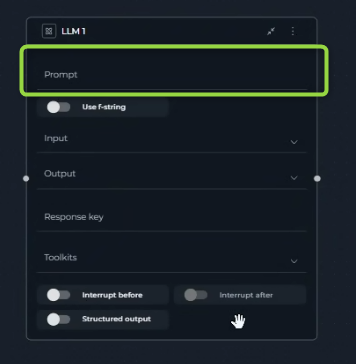 LLM 1
Prompt
Use f-string
Input
Output
Response key
Toolkits
Interrupt before Interrupt after
Structured output